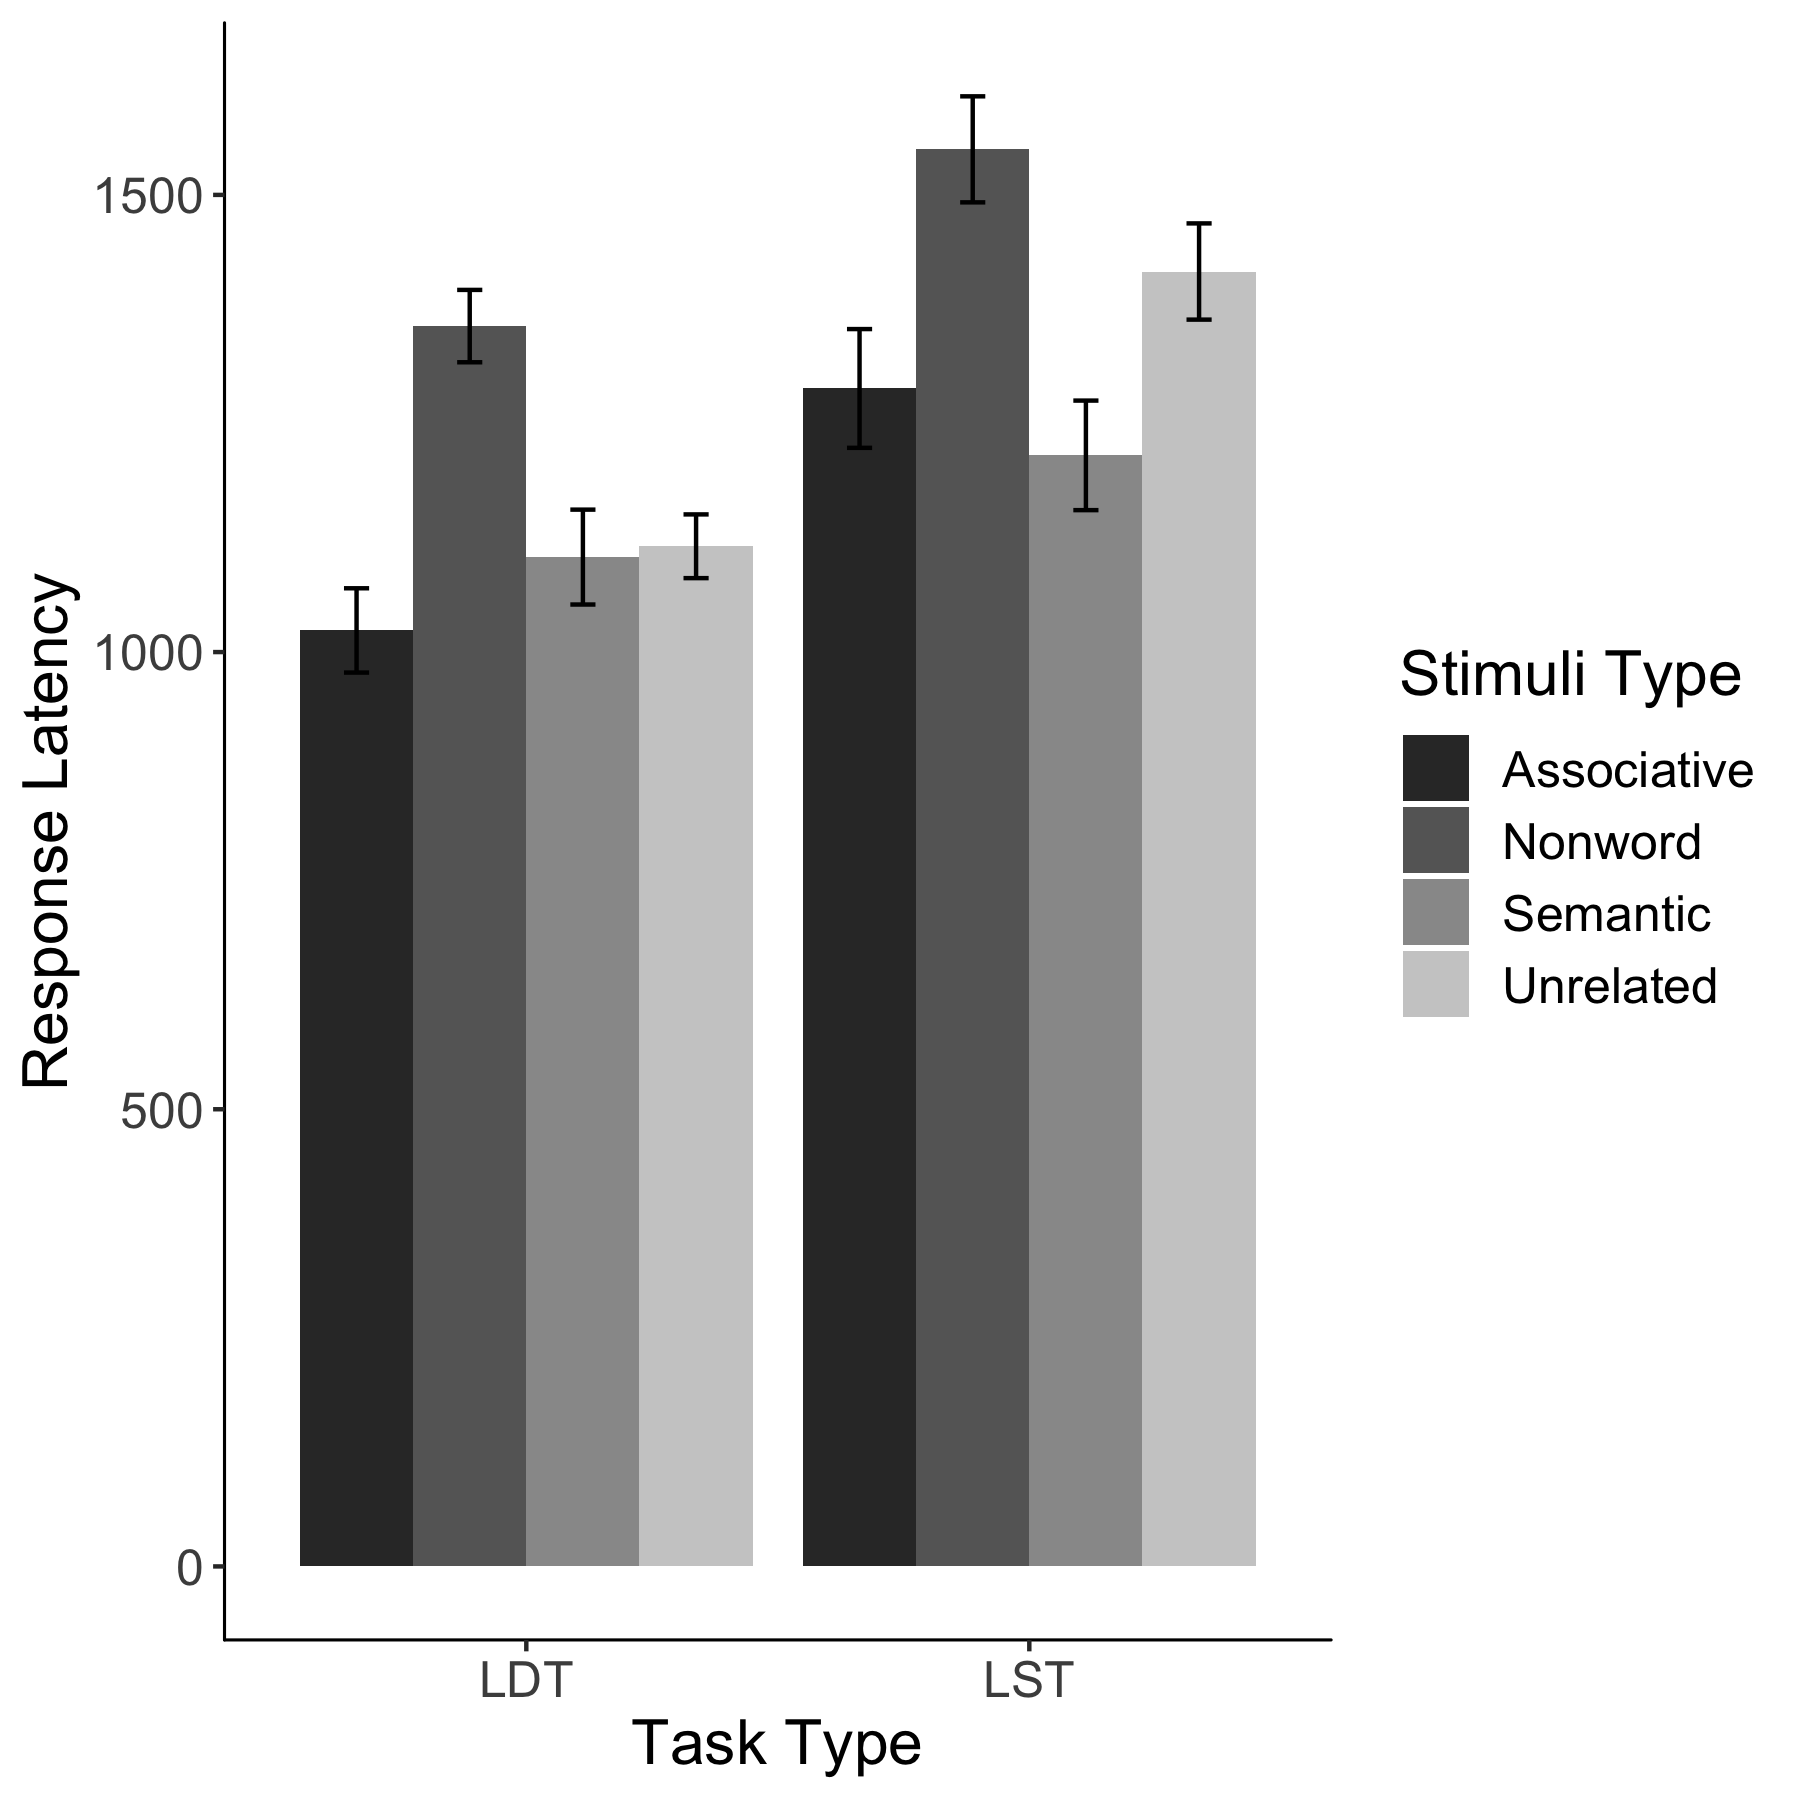 Response Latency
1500
1000
500
0
LDT
LST
Task Type
Stimuli Type
Associative
Nonword
Semantic
Unrelated